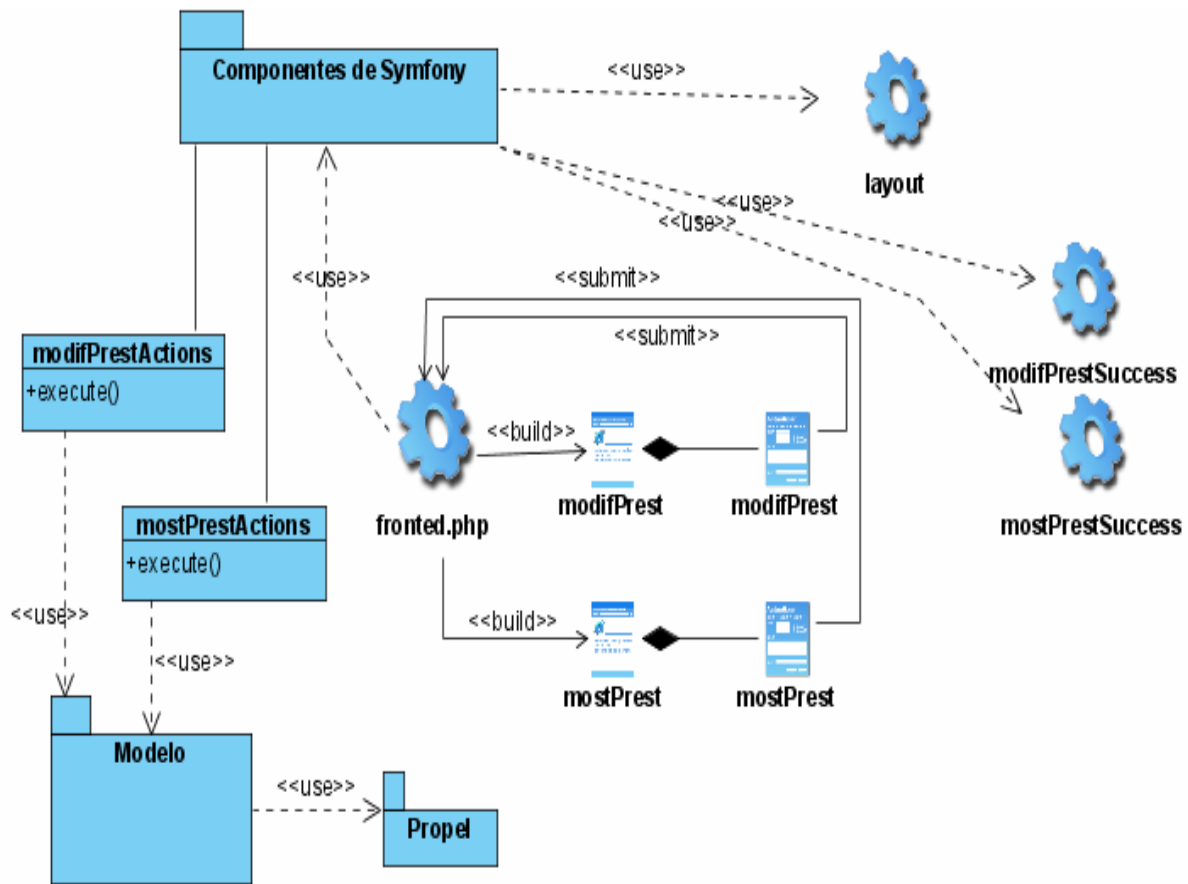 Componentes de Symfony
<<use>>
layout
<<use>>
<<use>>
<<use>>
<<submit>>
<<submit>>
modifPrestActions
+execute()
modifPrestSuccess
<<build>>
fronted.php
modifPrest
modifPrest
mostPrestSuccess
mostPrestActions
+execute()
<<use>>
<<build>>
<<use>>
mostPrest
mostPrest
Modelo
<<use>>
Propel